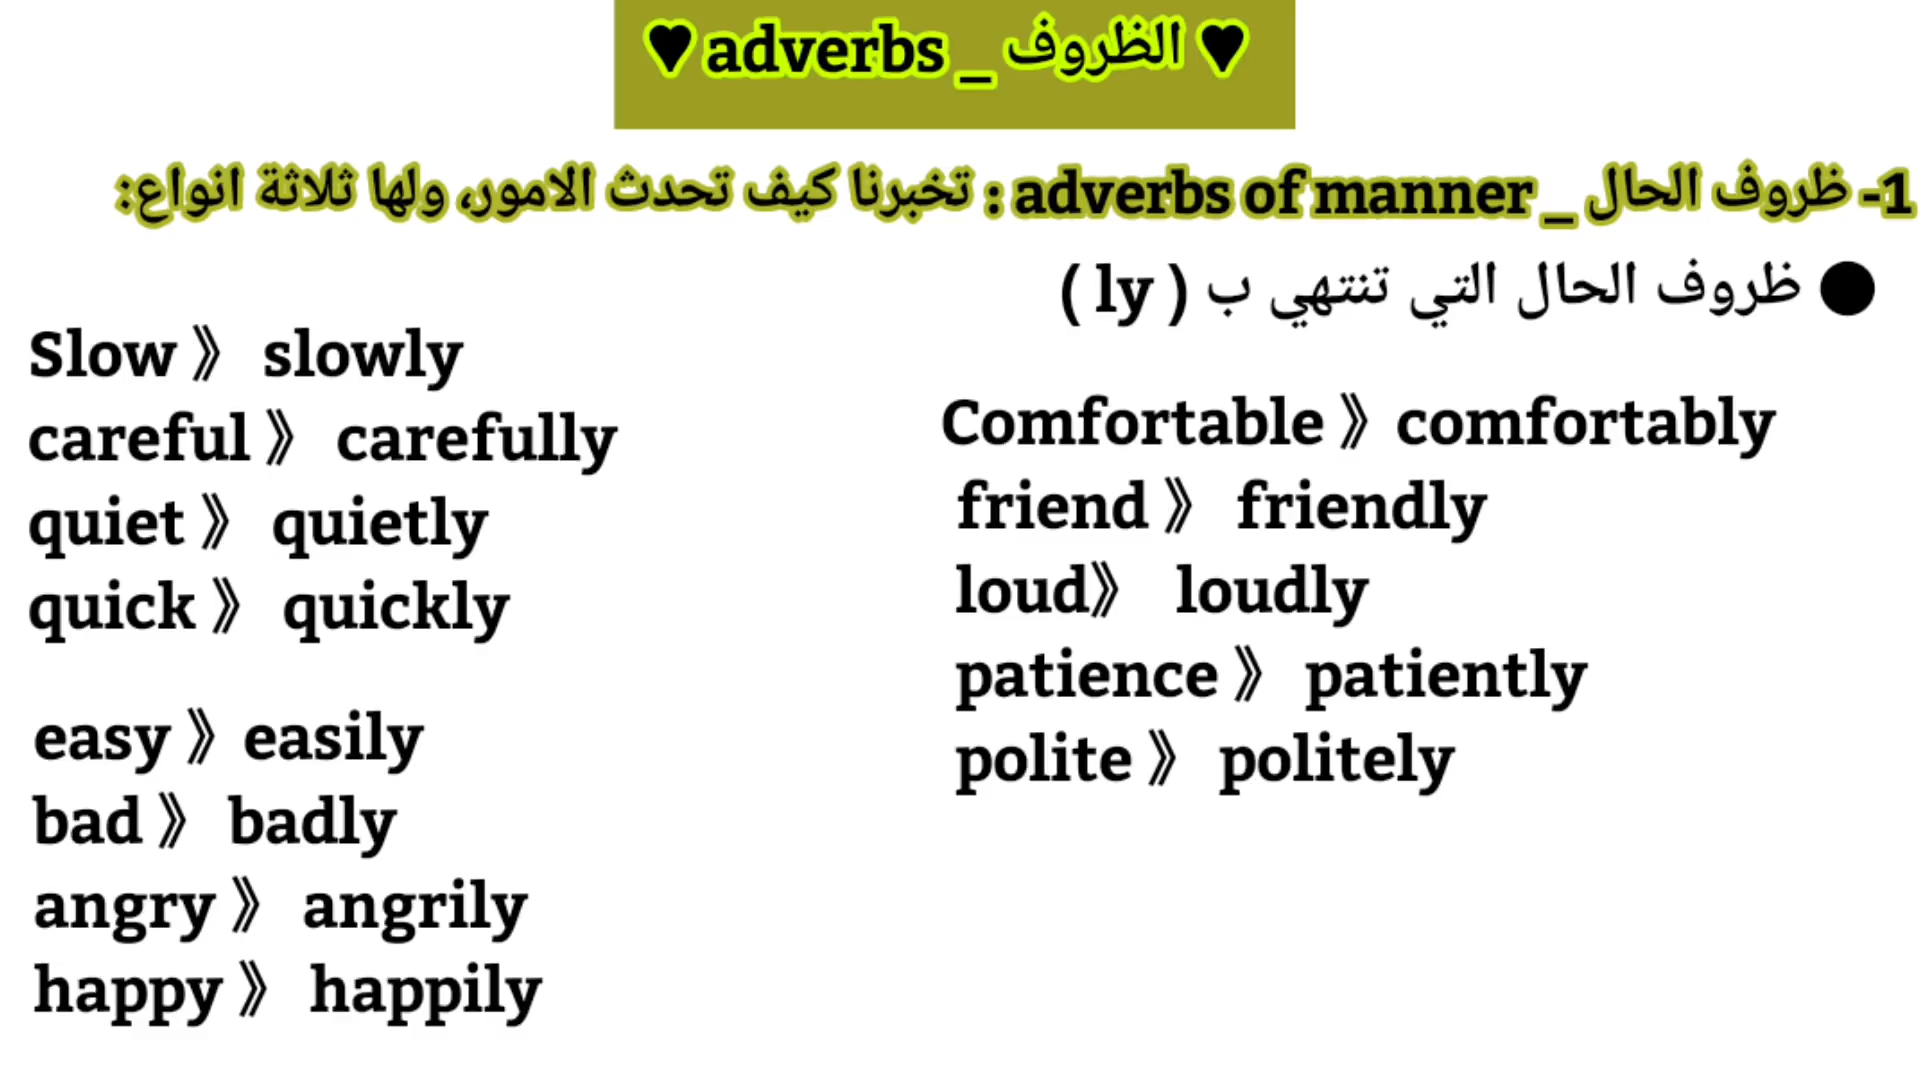 ♥ adverbs _ الظروف ♥
1- ظروف الحال _ adverbs of manner : تخبرنا كيف تحدث الامور، ولها ثلاثة انواع:
● ظروف الحال التي تنتهي ب ( ly )
Slow 》 slowly
careful 》 carefully
quiet 》 quietly
quick 》 quickly
easy 》 easily
bad 》 badly
angry 》 angrily
happy 》 happily
Comfortable 》 comfortably
friend 》 friendly
loud》 loudly
patience 》 patiently
polite 》 politely